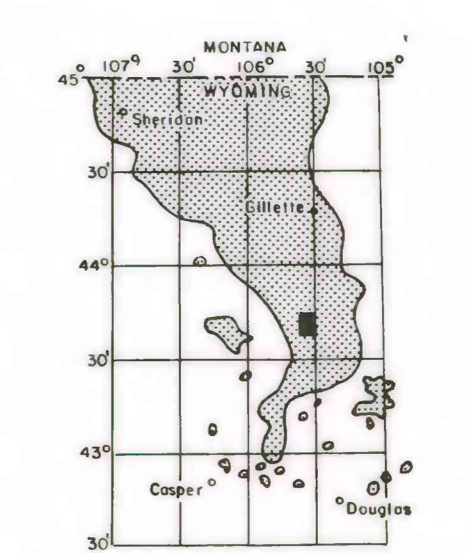 MONTANA
107° 30' 106° 30' 105°
45°
WYOMING
Sheridan
30'
Gillette
44°
30'
43°
Casper
Douglas
30'